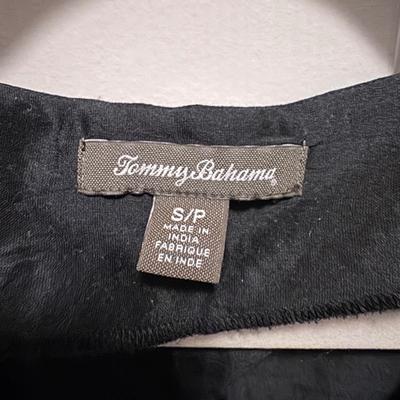 Tommy Bahama®
S/P
MADE IN
INDIA
FABRIQUE
EN INDE